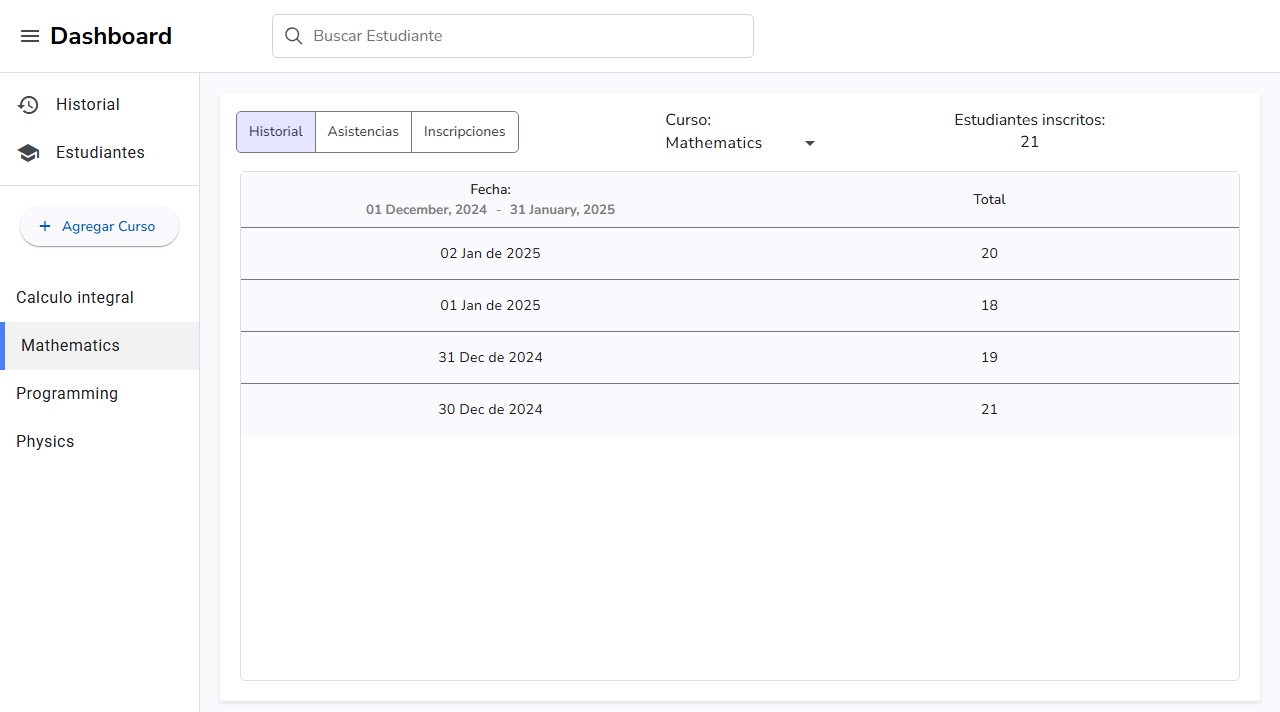 Dashboard
Buscar Estudiante
Historial
Estudiantes
Agregar Curso
Calculo integral
Mathematics
Programming
Physics
Historial Asistencias Inscripciones
Curso:
Mathematics
Estudiantes inscritos:
21
Fecha:
01 December, 2024 - 31 January, 2025
Total
02 Jan de 2025 20
01 Jan de 2025 18
31 Dec de 2024 19
30 Dec de 2024 21